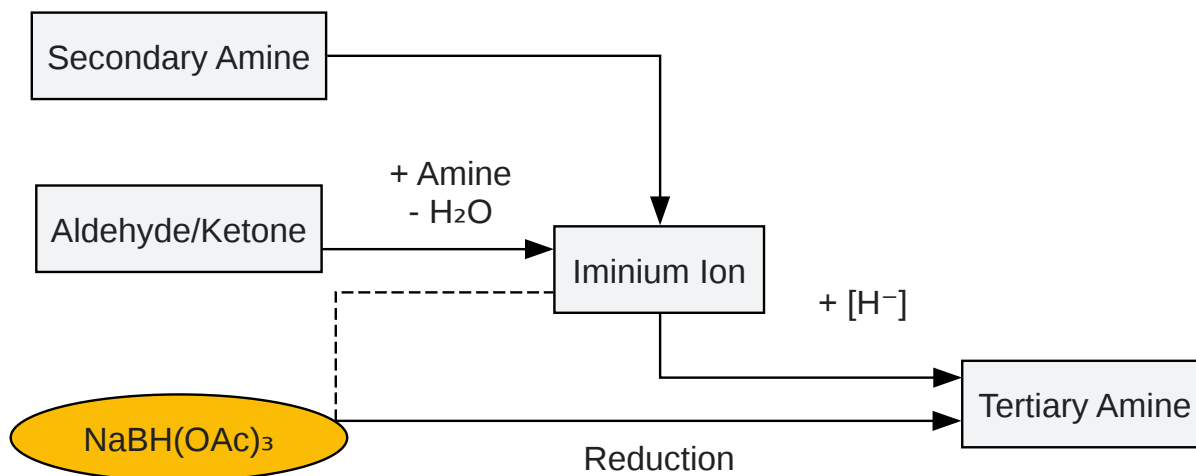 Secondary Amine
+ Amine
- H₂O
Aldehyde/Ketone
Iminium Ion
+ [H⁻]
Tertiary Amine
NaBH(OAc)₃
Reduction